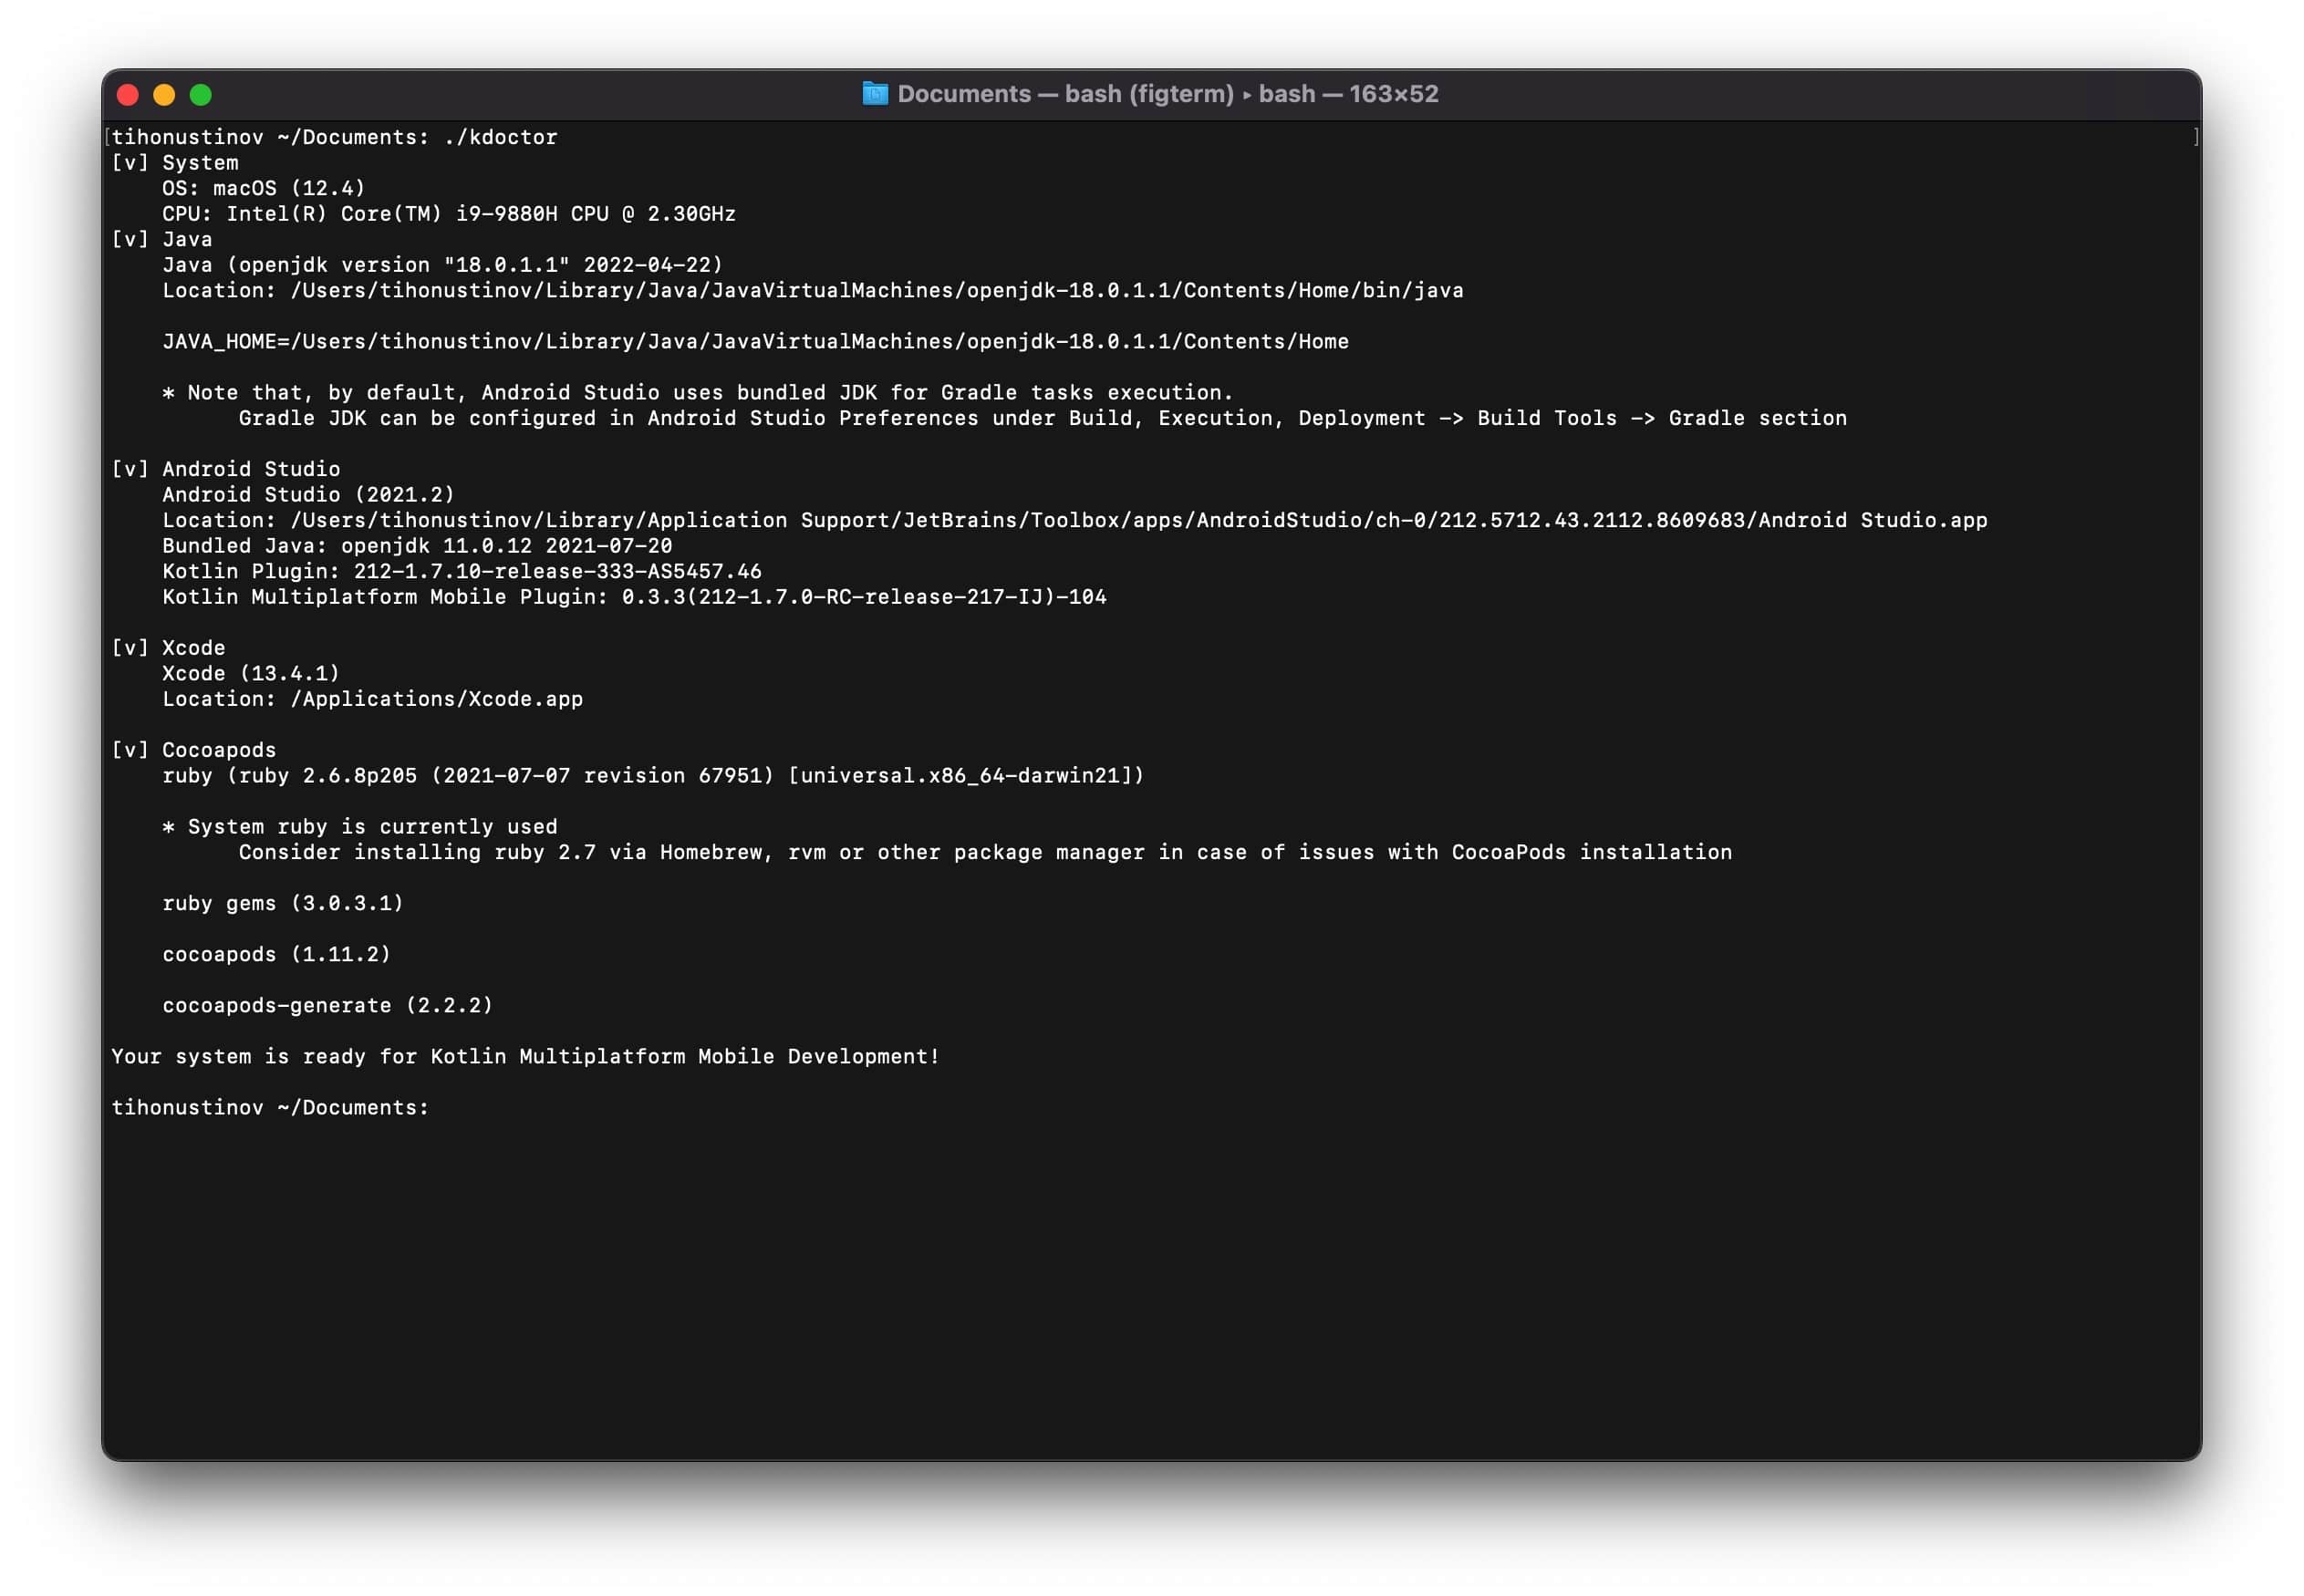 Documents — bash (figterm) ▸ bash — 163×52
[tihonustinov ~/Documents: ./kdoctor ]
[v] System
    OS: macOS (12.4)
    CPU: Intel(R) Core(TM) i9-9880H CPU @ 2.30GHz
[v] Java
    Java (openjdk version "18.0.1.1" 2022-04-22)
    Location: /Users/tihonustinov/Library/Java/JavaVirtualMachines/openjdk-18.0.1.1/Contents/Home/bin/java

    JAVA_HOME=/Users/tihonustinov/Library/Java/JavaVirtualMachines/openjdk-18.0.1.1/Contents/Home

    * Note that, by default, Android Studio uses bundled JDK for Gradle tasks execution.
          Gradle JDK can be configured in Android Studio Preferences under Build, Execution, Deployment -> Build Tools -> Gradle section

[v] Android Studio
    Android Studio (2021.2)
    Location: /Users/tihonustinov/Library/Application Support/JetBrains/Toolbox/apps/AndroidStudio/ch-0/212.5712.43.2112.8609683/Android Studio.app
    Bundled Java: openjdk 11.0.12 2021-07-20
    Kotlin Plugin: 212-1.7.10-release-333-AS5457.46
    Kotlin Multiplatform Mobile Plugin: 0.3.3(212-1.7.0-RC-release-217-IJ)-104

[v] Xcode
    Xcode (13.4.1)
    Location: /Applications/Xcode.app

[v] Cocoapods
    ruby (ruby 2.6.8p205 (2021-07-07 revision 67951) [universal.x86_64-darwin21])

    * System ruby is currently used
          Consider installing ruby 2.7 via Homebrew, rvm or other package manager in case of issues with CocoaPods installation

    ruby gems (3.0.3.1)

    cocoapods (1.11.2)

    cocoapods-generate (2.2.2)

Your system is ready for Kotlin Multiplatform Mobile Development!

tihonustinov ~/Documents: